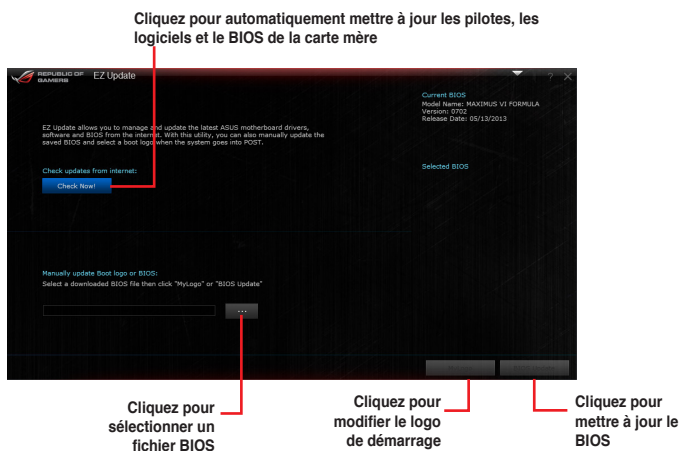 Cliquez pour automatiquement mettre à jour les pilotes, les
logiciels et le BIOS de la carte mère
REPUBLIC OF
GAMERS
EZ Update
?
Current BIOS
Model Name: MAXIMUS VI FORMULA
Version: 0702
Release Date: 05/13/2013
EZ Update allows you to manage and update the latest ASUS motherboard drivers,
software and BIOS from the internet. With this utility, you can also manually update the
saved BIOS and select a boot logo when the system goes into POST.
Check updates from internet:
Selected BIOS
Check Now!
Manually update Boot logo or BIOS:
Select a downloaded BIOS file then click "MyLogo" or "BIOS Update"
...
Cliquez pour
sélectionner un
fichier BIOS
Cliquez pour
modifier le logo
de démarrage
Cliquez pour
mettre à jour le
BIOS